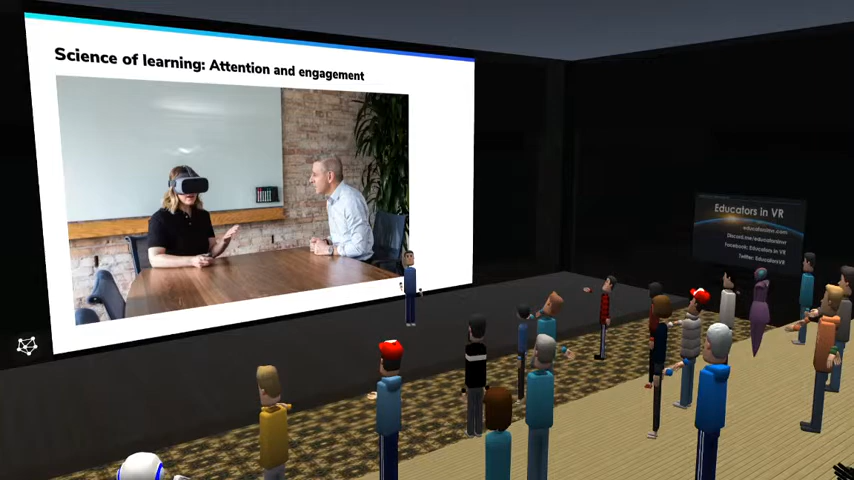 Science of learning: Attention and engagement
Educators in VR
educatorsinvr.com
Discord.me/educatorsinvr
Facebook: Educators in VR
Twitter: EducatorsVR